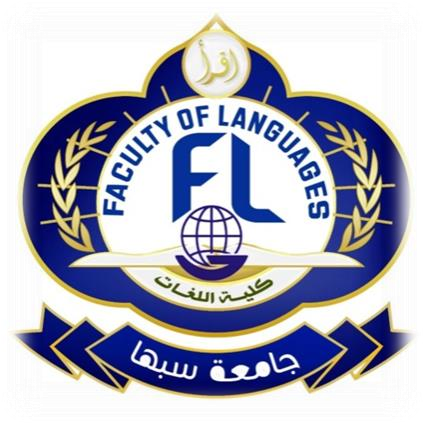 اقرأ
FACULTY OF LANGUAGES
FL
كلية اللغات
جامعة سبها